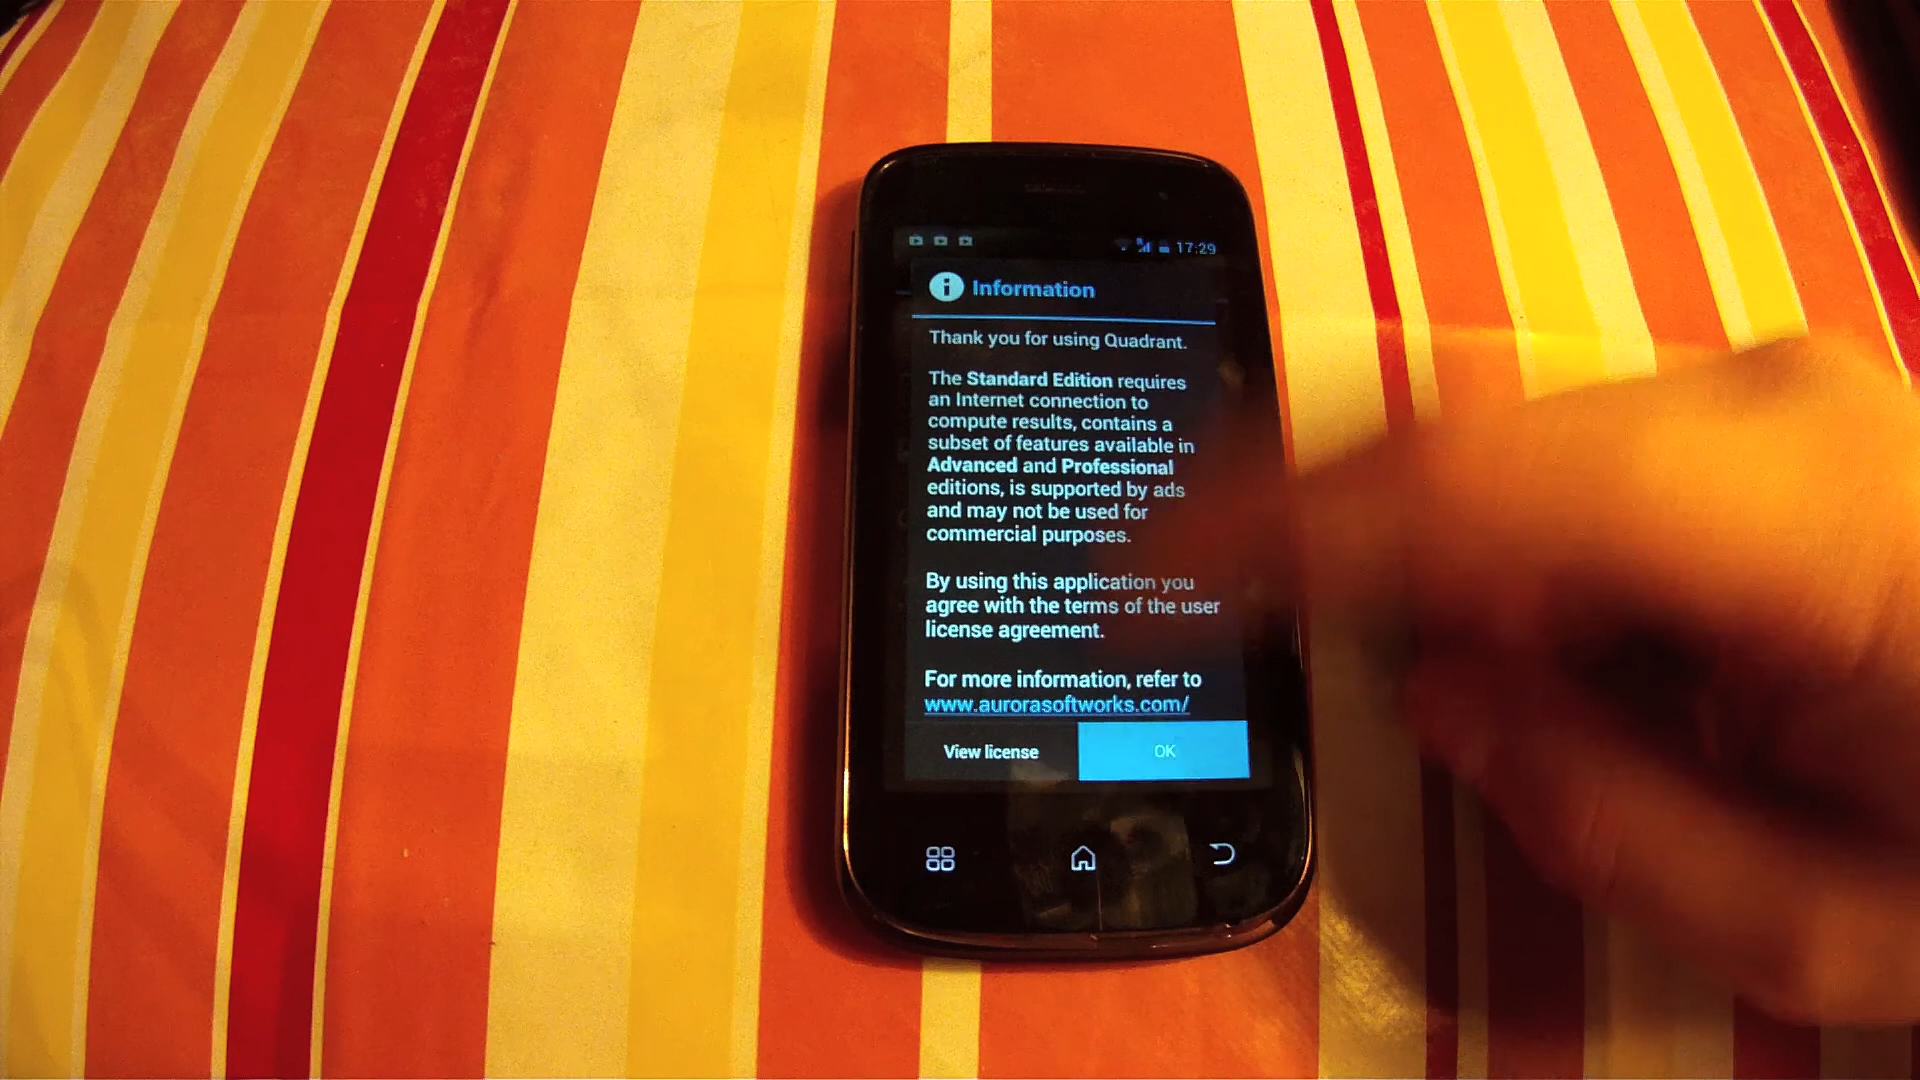 17:29
Information
Thank you for using Quadrant.
The Standard Edition requires
an Internet connection to
compute results, contains a
subset of features available in
Advanced and Professional
editions, is supported by ads
and may not be used for
commercial purposes.
By using this application you
agree with the terms of the user
license agreement.
For more information, refer to
www.aurorasoftworks.com/
View license
OK